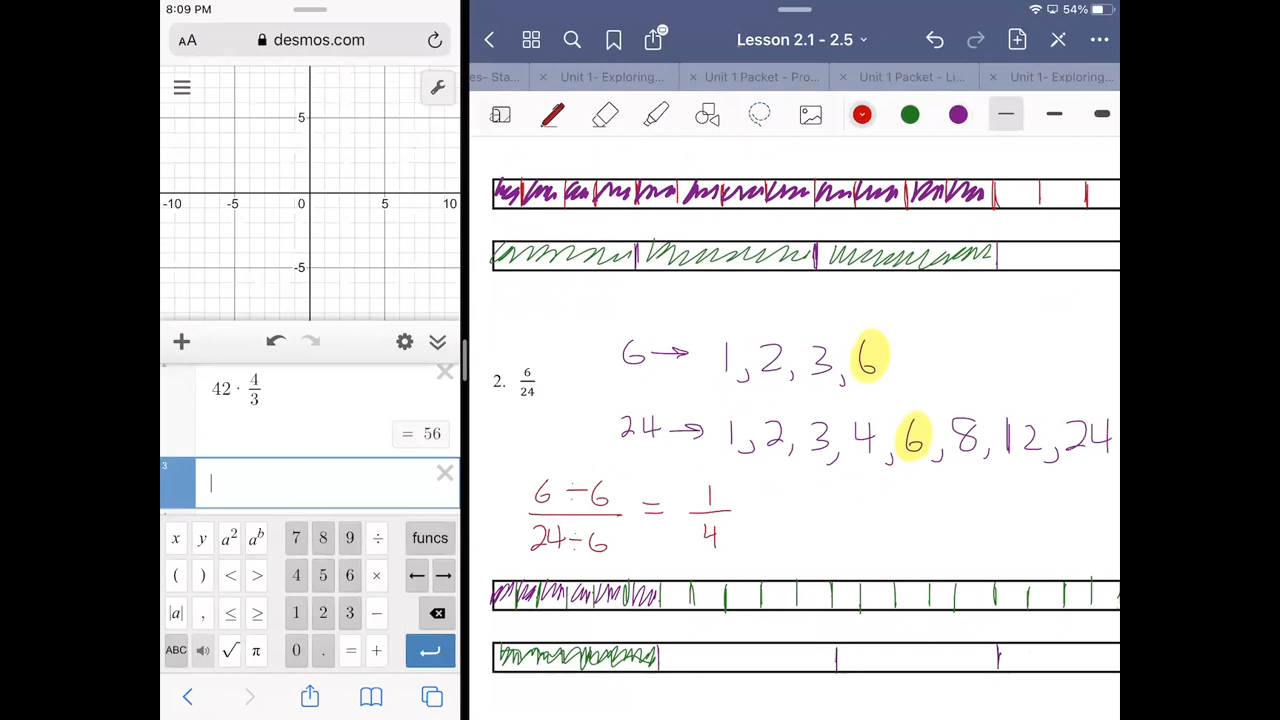 8:09 PM
54%
AA desmos.com
Lesson 2.1 - 2.5
es- Sta...
× Unit 1- Exploring...
× Unit 1 Packet - Pro...
× Unit 1 Packet - Li...
× Unit 1- Exploring...
5
-10 -5 0 5 10
-5
42 · 4/3
= 56
3
x y a² aᵇ 7 8 9 ÷ funcs
( ) < > 4 5 6 × ← →
|a| , ≤ ≥ 1 2 3 −
ABC √ π 0 . = +
6 → 1, 2, 3, 6
2. 6/24
24 → 1, 2, 3, 4, 6, 8, 12, 24
6 ÷ 6 / 24 ÷ 6 = 1/4